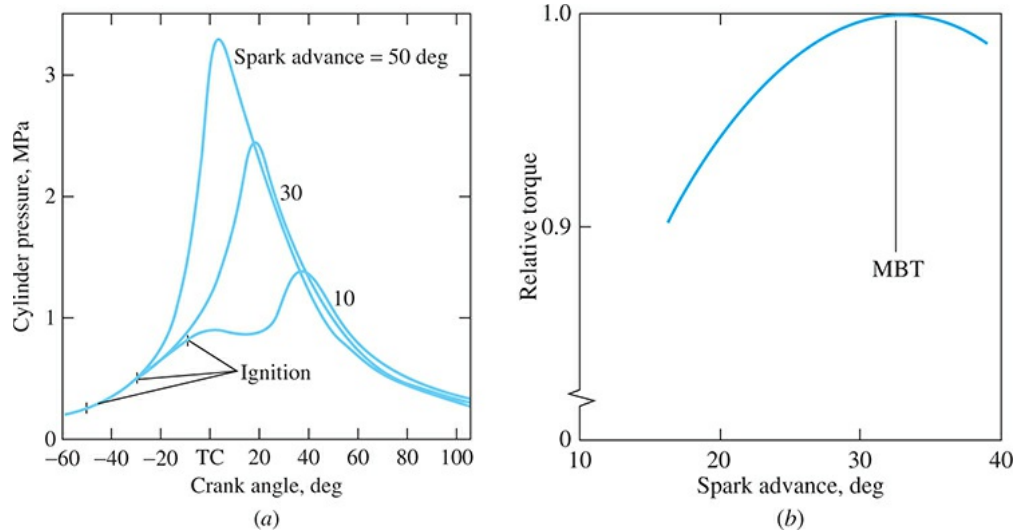 3
2
1
0
Cylinder pressure, MPa
Spark advance = 50 deg
30
10
Ignition
–60 –40 –20 TC 20 40 60 80 100
Crank angle, deg
(a)
1.0
0.9
0
Relative torque
MBT
10 20 30 40
Spark advance, deg
(b)